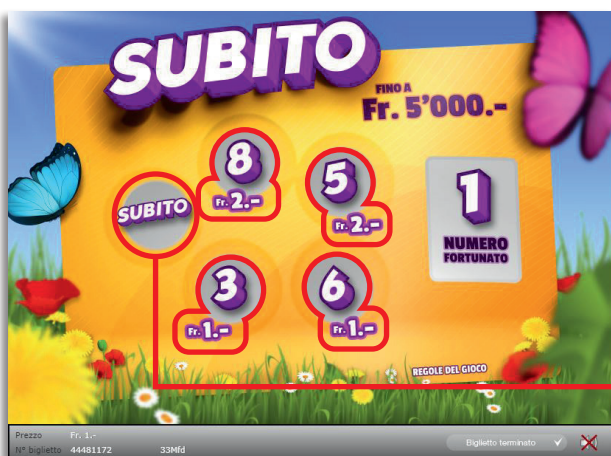 SUBITO
FINO A
Fr. 5'000.-
8
Fr. 2.-
5
Fr. 2.-
SUBITO
1
NUMERO
FORTUNATO
3
Fr. 1.-
6
Fr. 1.-
REGOLE DEL GIOCO
Prezzo Fr. 1.-
N° biglietto 44481172 33Mfd
Biglietto terminato